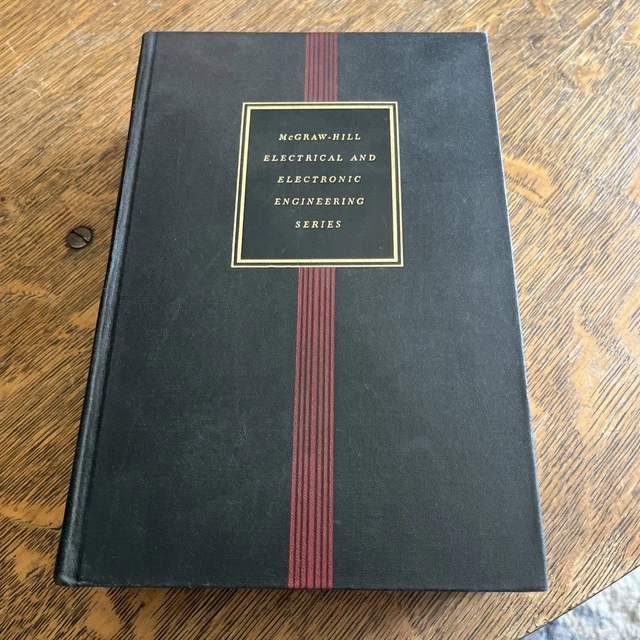 McGRAW-HILL
ELECTRICAL AND
ELECTRONIC
ENGINEERING
SERIES